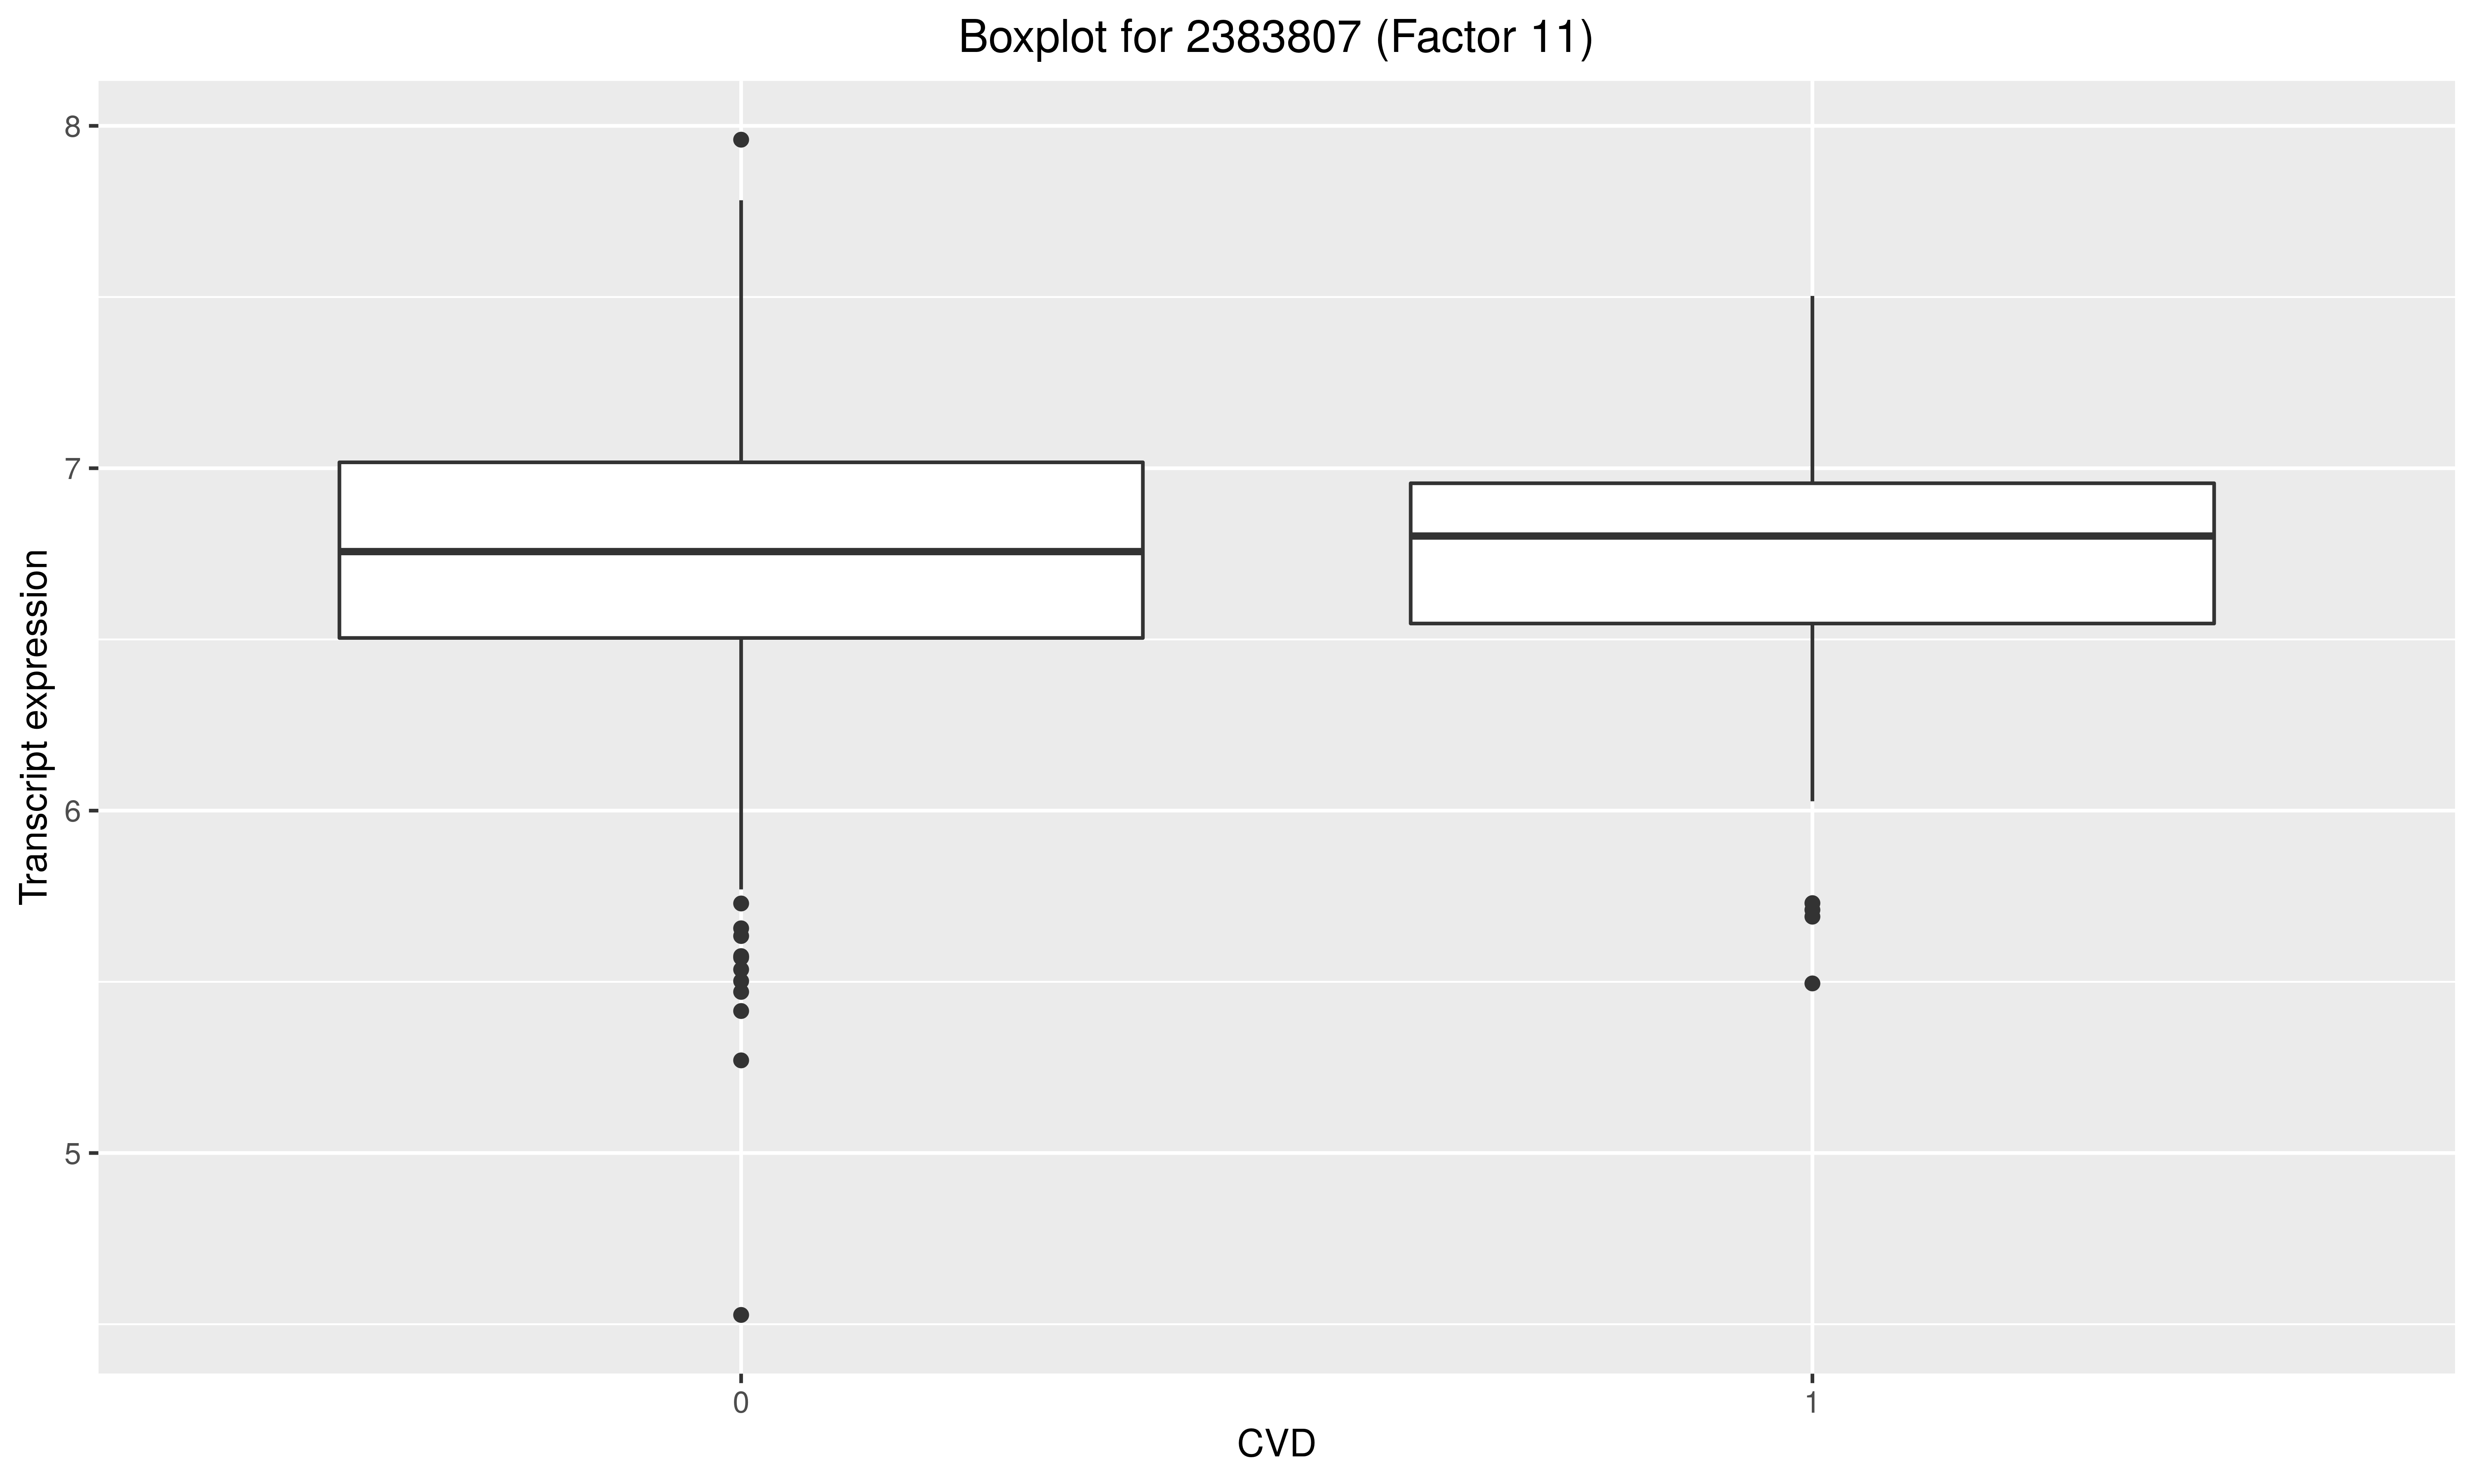 Boxplot for 2383807 (Factor 11)
Transcript expression
8
7
6
5
0
1
CVD